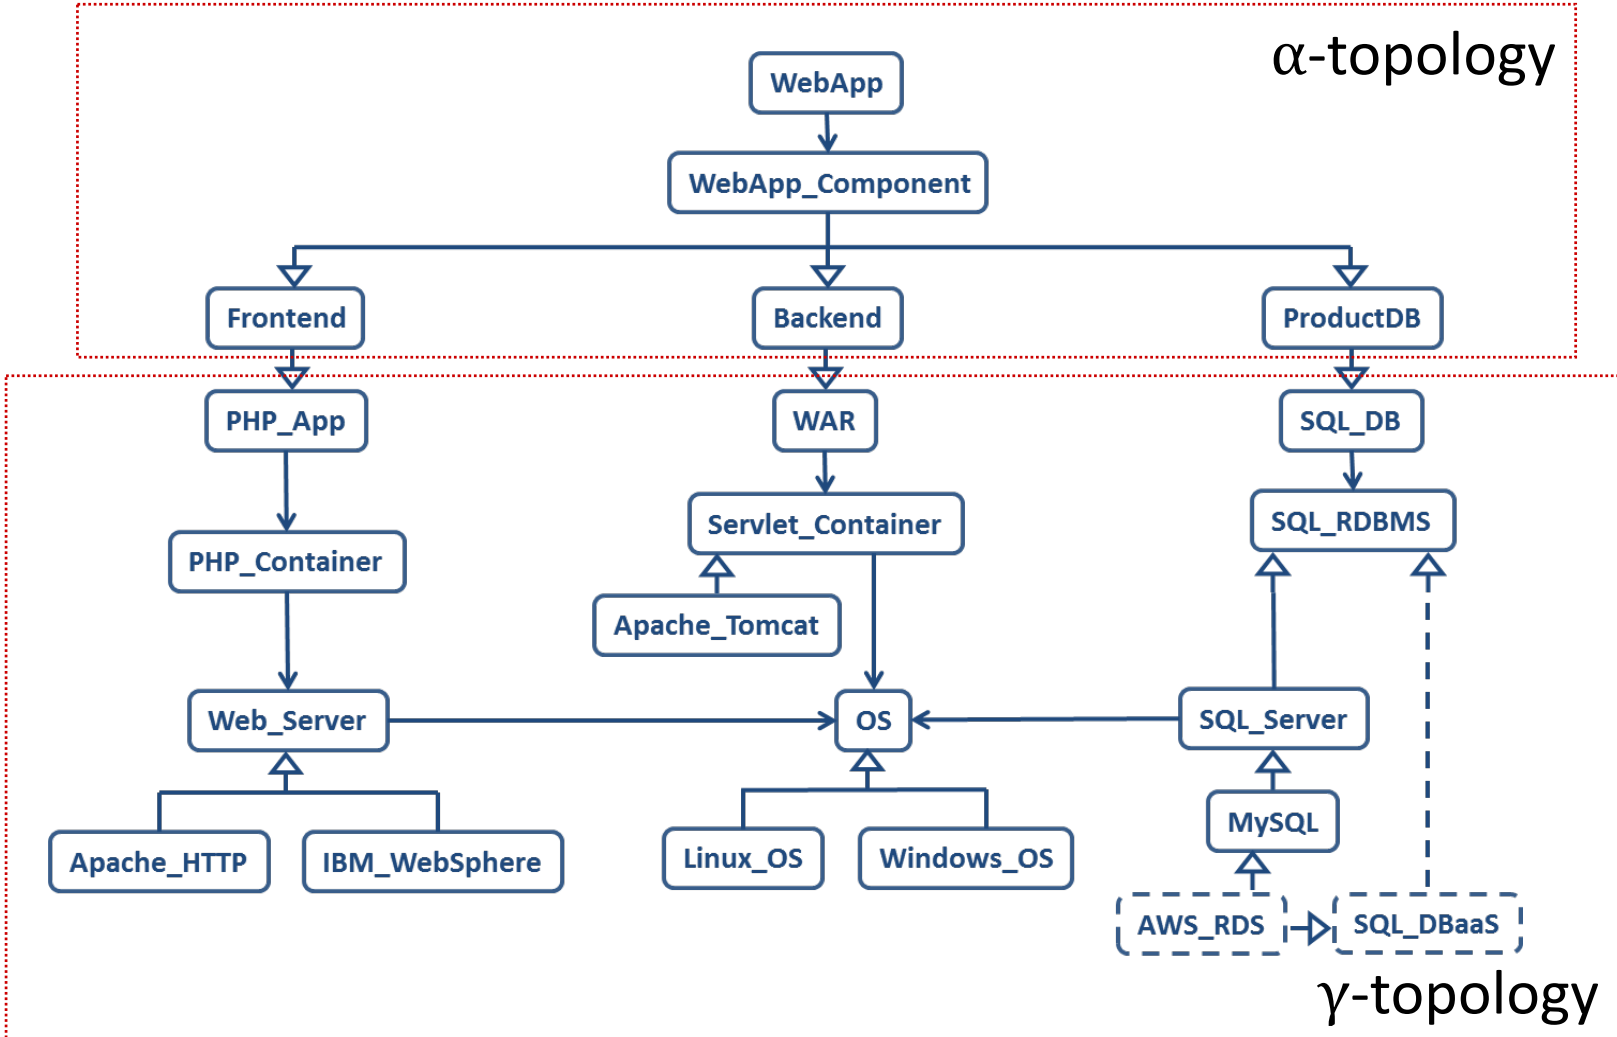 α-topology
WebApp
WebApp_Component
Frontend
Backend
ProductDB
PHP_App
WAR
SQL_DB
Servlet_Container
SQL_RDBMS
PHP_Container
Apache_Tomcat
Web_Server
OS
SQL_Server
MySQL
Apache_HTTP
IBM_WebSphere
Linux_OS
Windows_OS
AWS_RDS
SQL_DBaaS
γ-topology